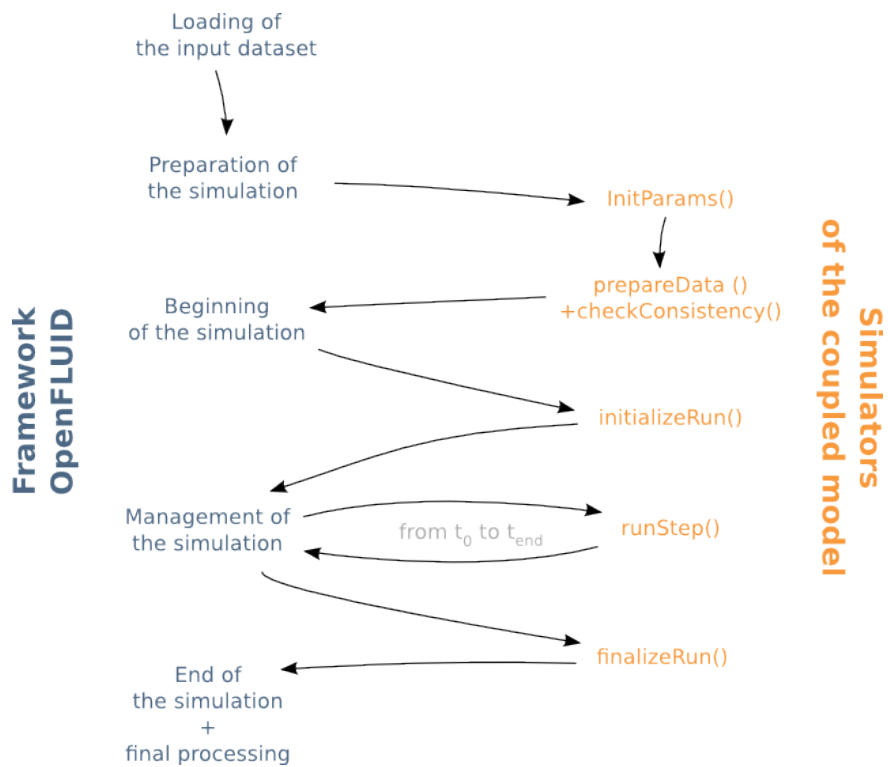 Loading of
the input dataset
Preparation of
the simulation
InitParams()
prepareData ()
+checkConsistency()
Beginning
of the simulation
initializeRun()
Management of
the simulation
from t0 to tend
runStep()
finalizeRun()
End of
the simulation
+
final processing
Framework
OpenFLUID
Simulators
of the coupled model